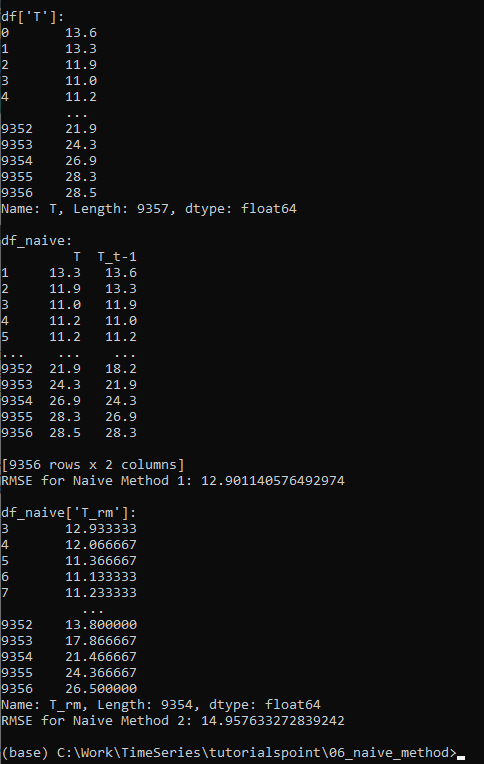 df['T']:
0       13.6
1       13.3
2       11.9
3       11.0
4       11.2
        ...
9352    21.9
9353    24.3
9354    26.9
9355    28.3
9356    28.5
Name: T, Length: 9357, dtype: float64
df_naive:
         T  T_t-1
1     13.3   13.6
2     11.9   13.3
3     11.0   11.9
4     11.2   11.0
5     11.2   11.2
...    ...    ...
9352  21.9   18.2
9353  24.3   21.9
9354  26.9   24.3
9355  28.3   26.9
9356  28.5   28.3
[9356 rows x 2 columns]
RMSE for Naive Method 1: 12.901140576492974
df_naive['T_rm']:
3       12.933333
4       12.066667
5       11.366667
6       11.133333
7       11.233333
          ...
9352    13.800000
9353    17.866667
9354    21.466667
9355    24.366667
9356    26.500000
Name: T_rm, Length: 9354, dtype: float64
RMSE for Naive Method 2: 14.957633272839242
(base) C:\Work\TimeSeries\tutorialspoint\06_naive_method>_